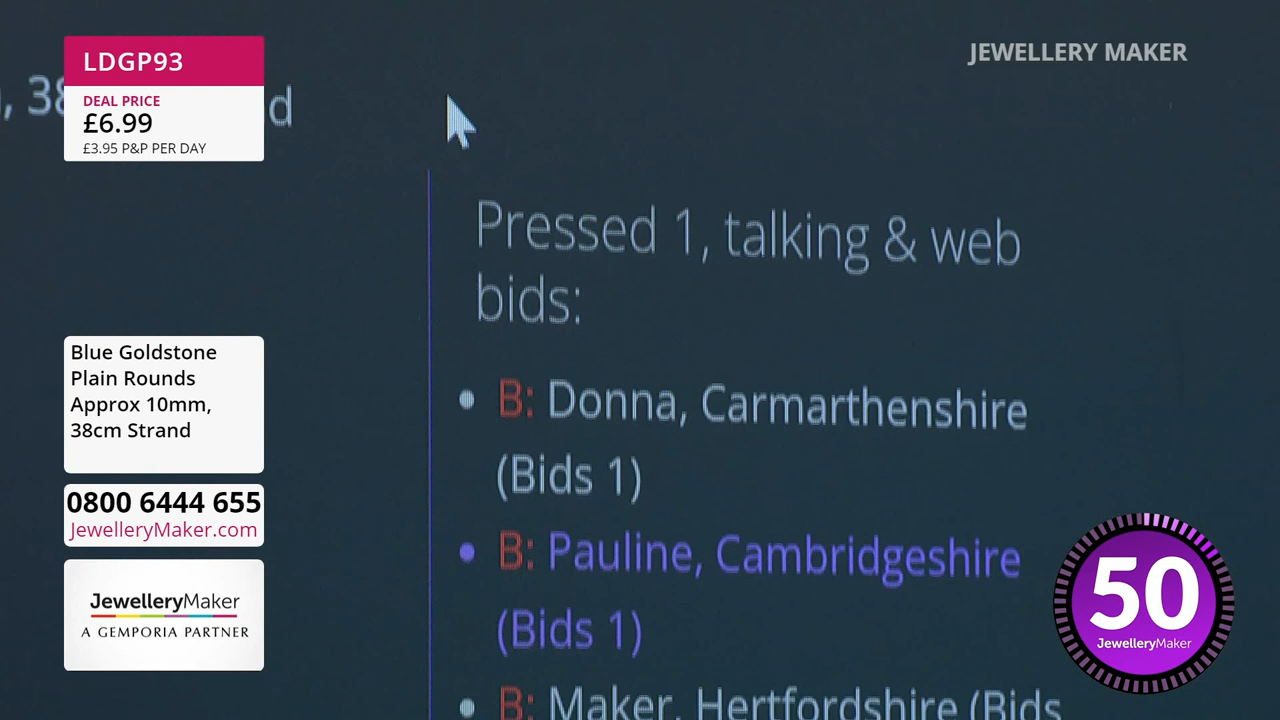 LDGP93
DEAL PRICE
£6.99
£3.95 P&P PER DAY
, 38
d
JEWELLERY MAKER
Pressed 1, talking & web
bids:
• B: Donna, Carmarthenshire
(Bids 1)
• B: Pauline, Cambridgeshire
(Bids 1)
• B: Maker, Hertfordshire (Bids
Blue Goldstone
Plain Rounds
Approx 10mm,
38cm Strand
0800 6444 655
JewelleryMaker.com
JewelleryMaker
A GEMPORIA PARTNER
50
JewelleryMaker